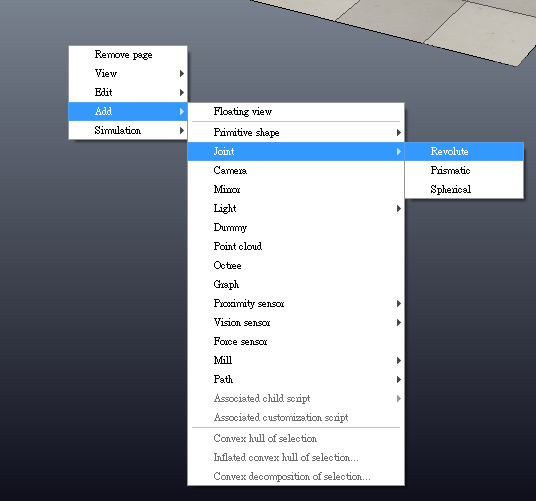 Remove page
View
Edit
Add
Simulation
Floating view
Primitive shape
Joint
Camera
Mirror
Light
Dummy
Point cloud
Octree
Graph
Proximity sensor
Vision sensor
Force sensor
Mill
Path
Associated child script
Associated customization script
Convex hull of selection
Inflated convex hull of selection...
Convex decomposition of selection...
Revolute
Prismatic
Spherical